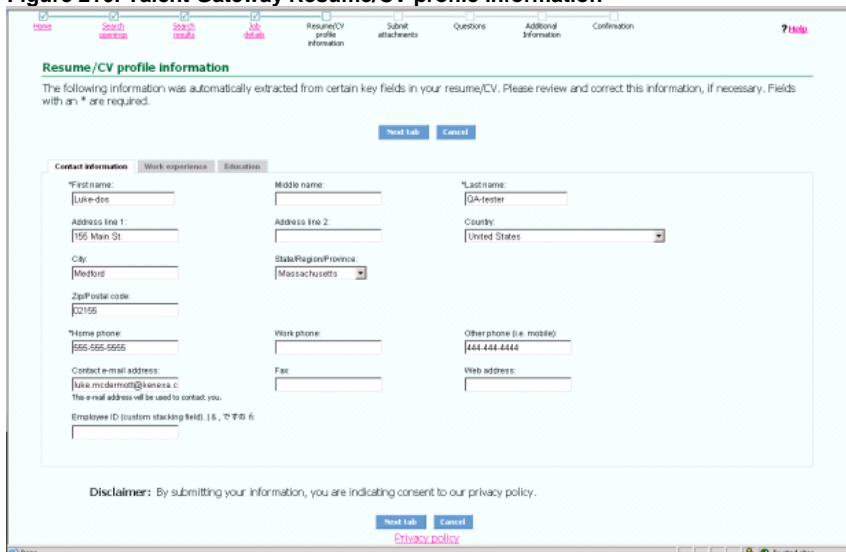 Figure 216. Talent Gateway Resume/CV profile information
Home
Search openings
Search results
Job details
Resume/CV profile information
Submit attachments
Questions
Additional Information
Confirmation
?Help
Resume/CV profile information
The following information was automatically extracted from certain key fields in your resume/CV. Please review and correct this information, if necessary. Fields
with an * are required.
Next tab Cancel
Contact information Work experience Education
*First name: Middle name: *Last name:
Luke-dos QA-tester
Address line 1: Address line 2: Country:
155 Main St. United States
City: State/Region/Province:
Medford Massachusetts
Zip/Postal code:
02155
*Home phone: Work phone: Other phone (i.e. mobile):
555-555-5555 444-444-4444
Contact e-mail address: Fax: Web address:
luke.mcdermott@kenexa.c
This e-mail address will be used to contact you.
Employee ID (custom stacking field).
Disclaimer: By submitting your information, you are indicating consent to our privacy policy.
Next tab Cancel
Privacy policy